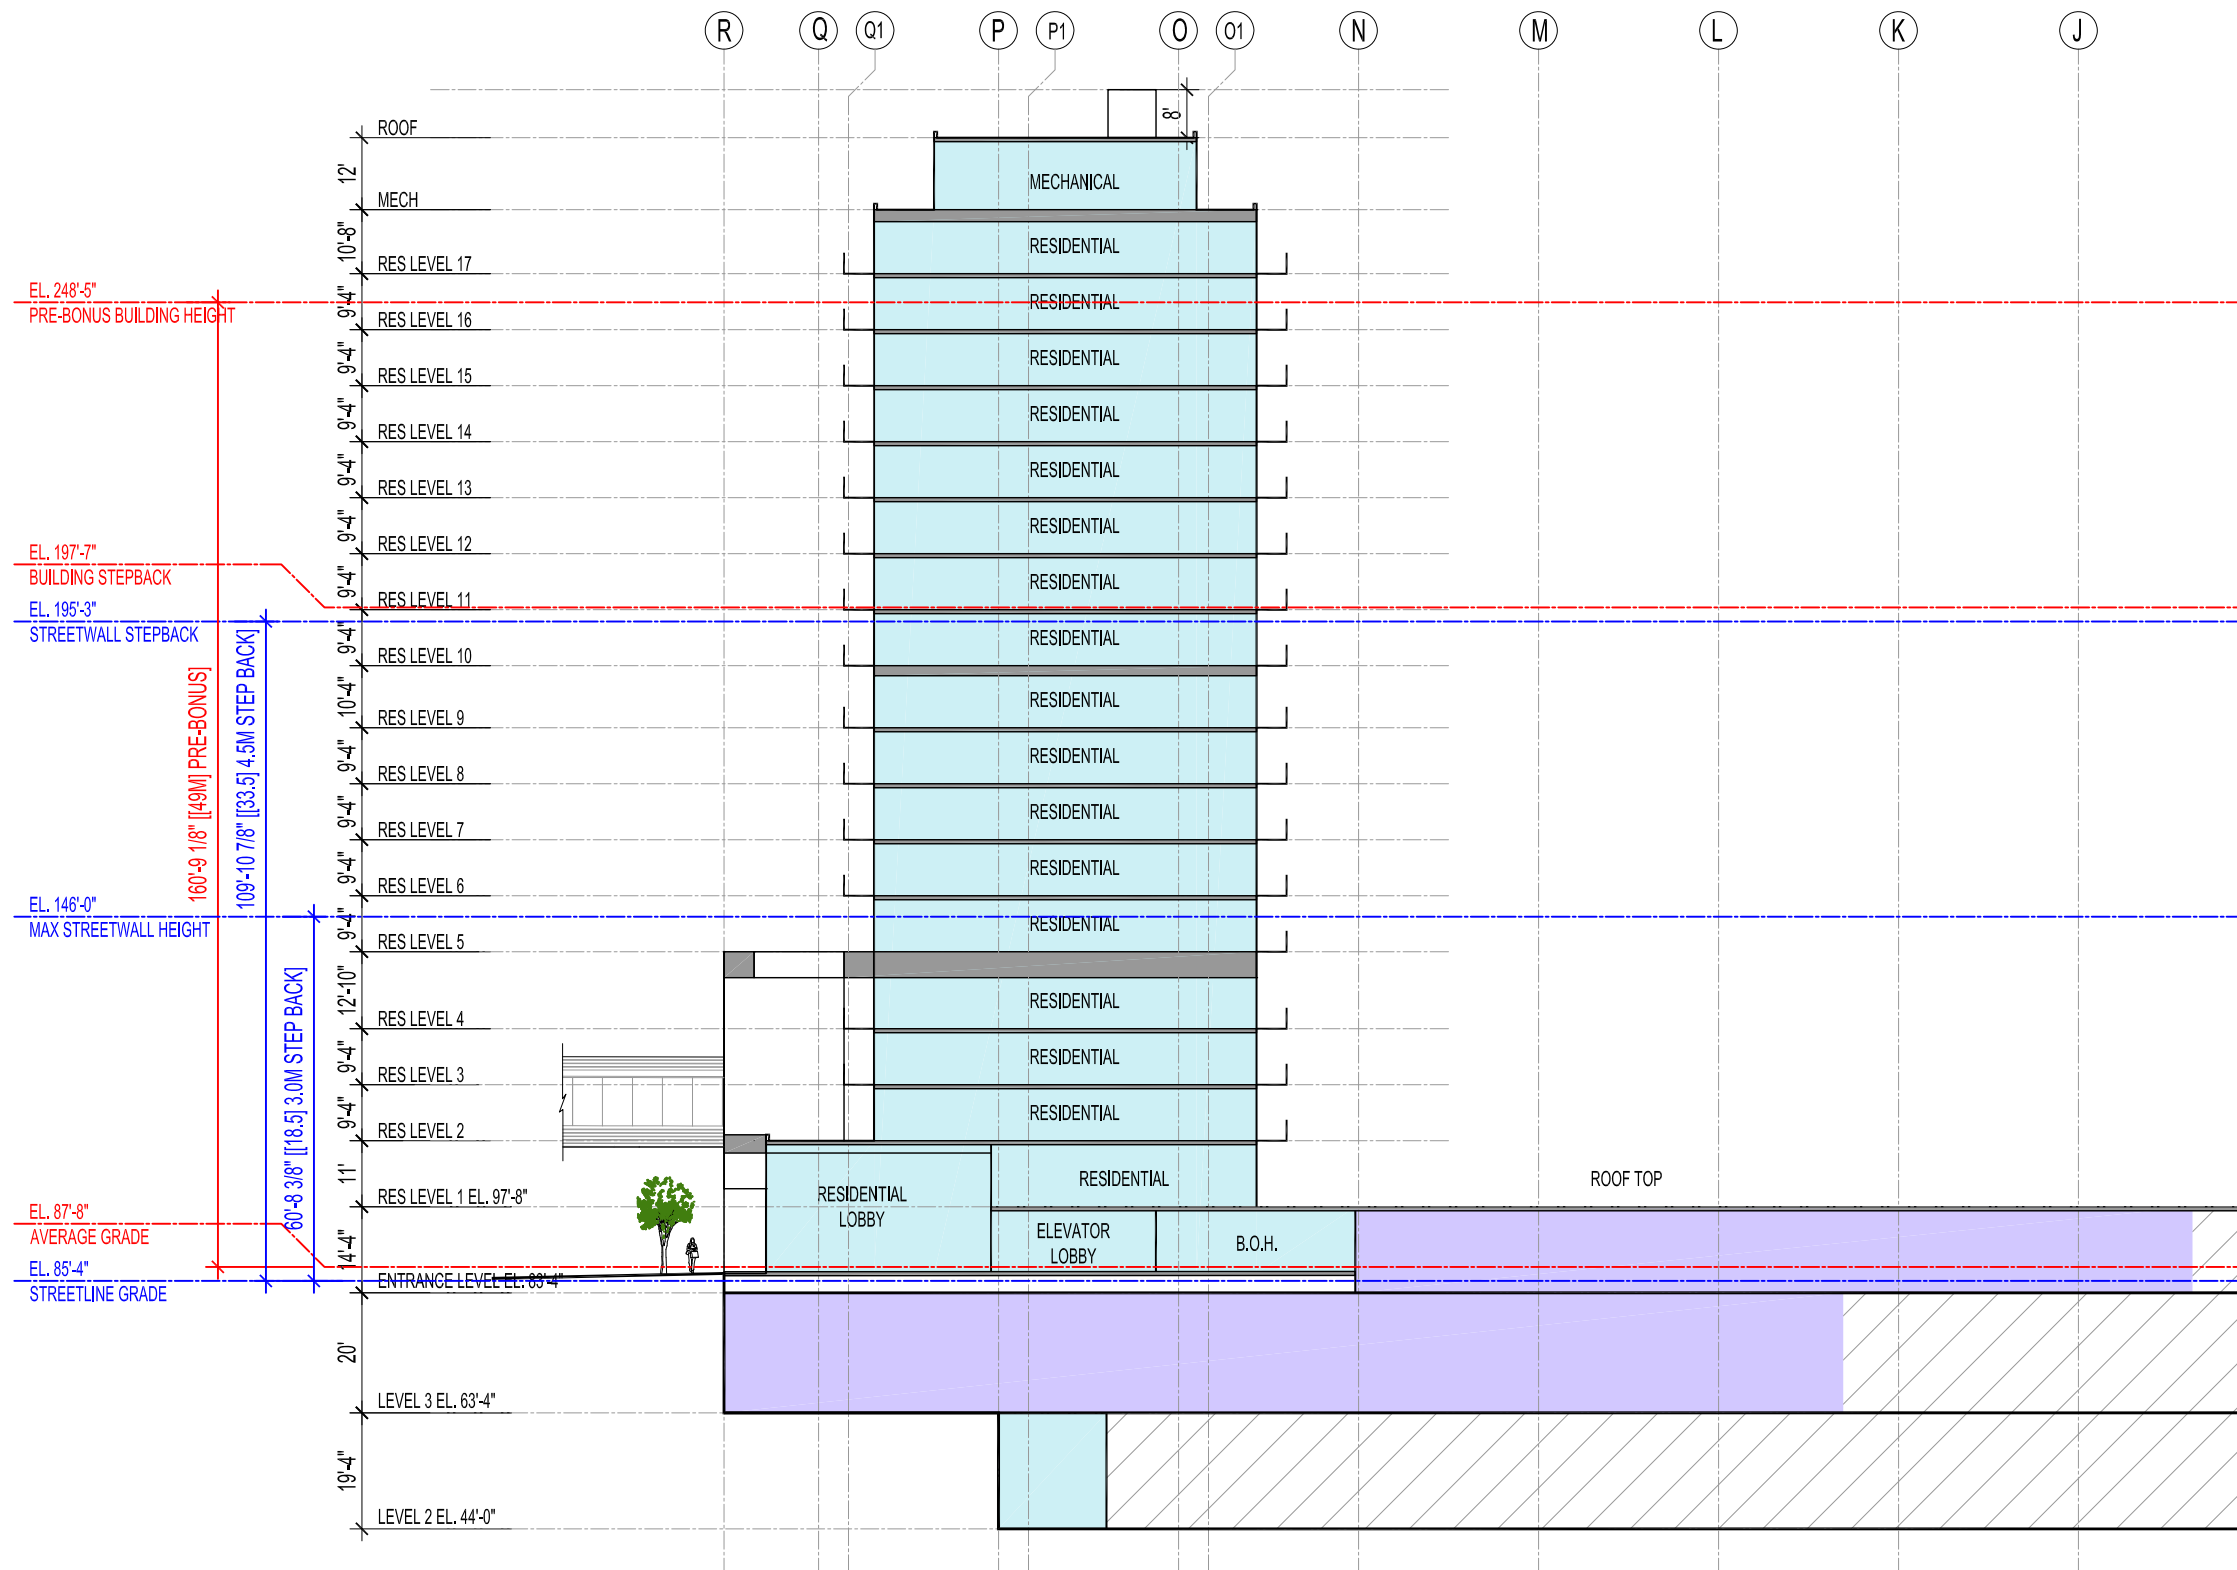 R
Q
Q1
P
P1
O
O1
N
M
L
K
J
8'
ROOF
12'
MECHANICAL
MECH
10'-8"
RESIDENTIAL
RES LEVEL 17
EL. 248'-5"
PRE-BONUS BUILDING HEIGHT
9'-4"
RESIDENTIAL
RES LEVEL 16
9'-4"
RESIDENTIAL
RES LEVEL 15
9'-4"
RESIDENTIAL
RES LEVEL 14
9'-4"
RESIDENTIAL
RES LEVEL 13
9'-4"
RESIDENTIAL
RES LEVEL 12
EL. 197'-7"
BUILDING STEPBACK
9'-4"
RESIDENTIAL
RES LEVEL 11
EL. 195'-3"
STREETWALL STEPBACK
9'-4"
RESIDENTIAL
RES LEVEL 10
10'-4"
RESIDENTIAL
RES LEVEL 9
9'-4"
RESIDENTIAL
RES LEVEL 8
9'-4"
RESIDENTIAL
RES LEVEL 7
9'-4"
RESIDENTIAL
RES LEVEL 6
160'-9 1/8" [[49M] PRE-BONUS]
109'-10 7/8" [[33.5] 4.5M STEP BACK]
EL. 146'-0"
MAX STREETWALL HEIGHT
9'-4"
RESIDENTIAL
RES LEVEL 5
12'-10"
RESIDENTIAL
RES LEVEL 4
9'-4"
RESIDENTIAL
RES LEVEL 3
9'-4"
RESIDENTIAL
RES LEVEL 2
60'-8 3/8" [[18.5] 3.0M STEP BACK]
11'
RESIDENTIAL
ROOF TOP
RESIDENTIAL
LOBBY
RES LEVEL 1 EL. 97'-8"
EL. 87'-8"
AVERAGE GRADE
14'-4"
ELEVATOR
LOBBY
B.O.H.
EL. 85'-4"
STREETLINE GRADE
ENTRANCE LEVEL EL. 83'-4"
20'
LEVEL 3 EL. 63'-4"
19'-4"
LEVEL 2 EL. 44'-0"